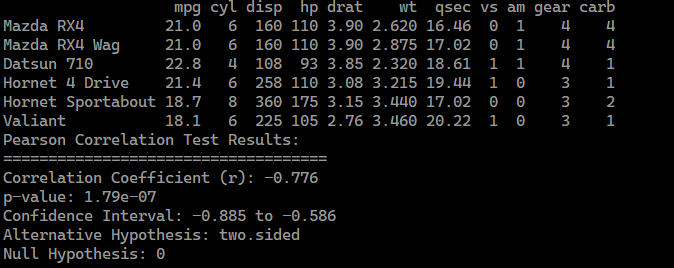 mpg cyl disp  hp drat    wt  qsec vs am gear carb
Mazda RX4         21.0   6  160 110 3.90 2.620 16.46  0  1    4    4
Mazda RX4 Wag     21.0   6  160 110 3.90 2.875 17.02  0  1    4    4
Datsun 710        22.8   4  108  93 3.85 2.320 18.61  1  1    4    1
Hornet 4 Drive    21.4   6  258 110 3.08 3.215 19.44  1  0    3    1
Hornet Sportabout 18.7   8  360 175 3.15 3.440 17.02  0  0    3    2
Valiant           18.1   6  225 105 2.76 3.460 20.22  1  0    3    1
Pearson Correlation Test Results:
====================================
Correlation Coefficient (r): -0.776
p-value: 1.79e-07
Confidence Interval: -0.885 to -0.586
Alternative Hypothesis: two.sided
Null Hypothesis: 0